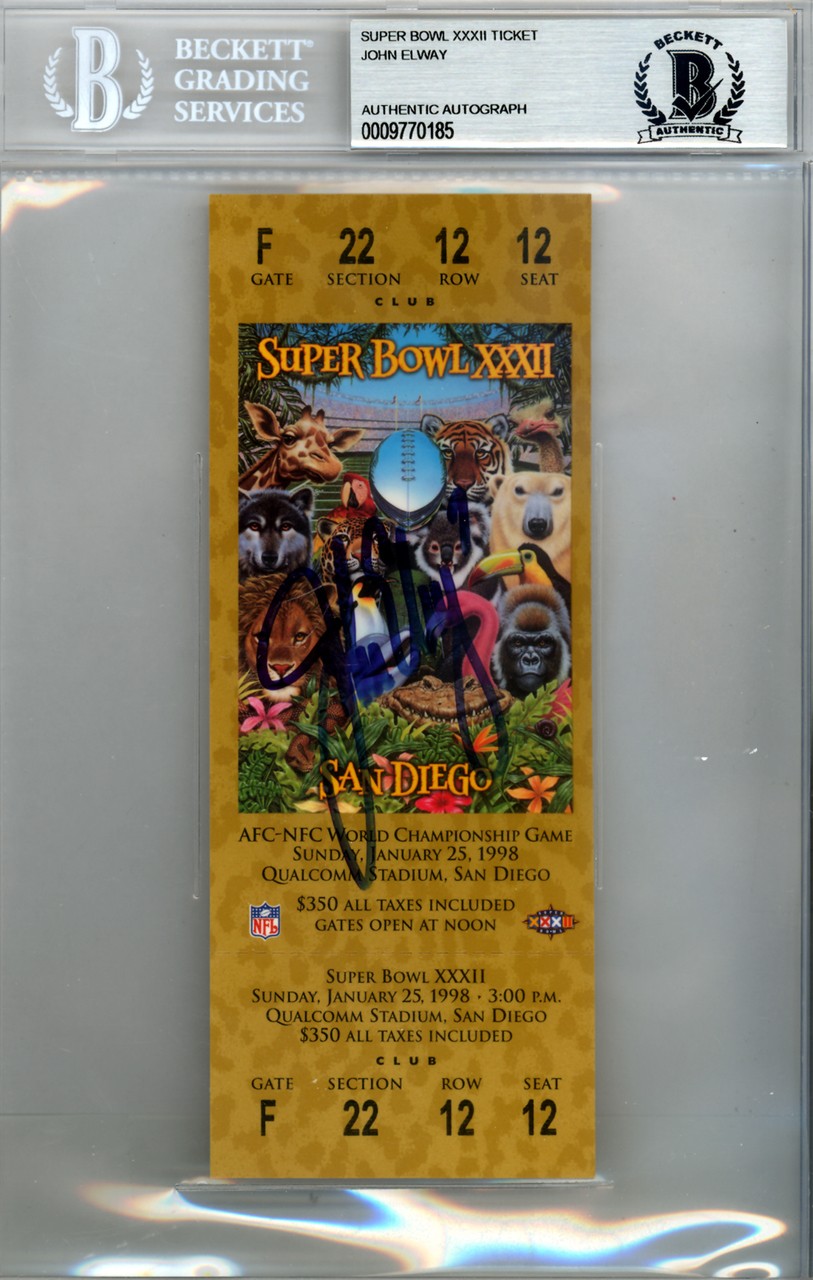 BECKETT®
GRADING
SERVICES
B
SUPER BOWL XXXII TICKET
JOHN ELWAY
AUTHENTIC AUTOGRAPH
0009770185
BECKETT
B
AUTHENTIC
F 22 12 12
GATE SECTION ROW SEAT
CLUB
SUPER BOWL XXXII
SAN DIEGO
AFC-NFC WORLD CHAMPIONSHIP GAME
SUNDAY, JANUARY 25, 1998
QUALCOMM STADIUM, SAN DIEGO
$350 ALL TAXES INCLUDED
GATES OPEN AT NOON
NFL
XXXII
SUPER BOWL XXXII
SUNDAY, JANUARY 25, 1998 · 3:00 P.M.
QUALCOMM STADIUM, SAN DIEGO
$350 ALL TAXES INCLUDED
CLUB
GATE SECTION ROW SEAT
F 22 12 12